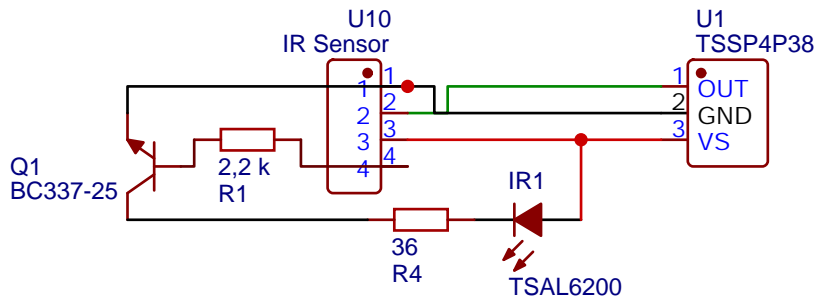 U10
IR Sensor
U1
TSSP4P38
1
1
2
2
3
3
4
4
1
OUT
2
GND
3
VS
Q1
BC337-25
2,2 k
R1
IR1
36
R4
TSAL6200